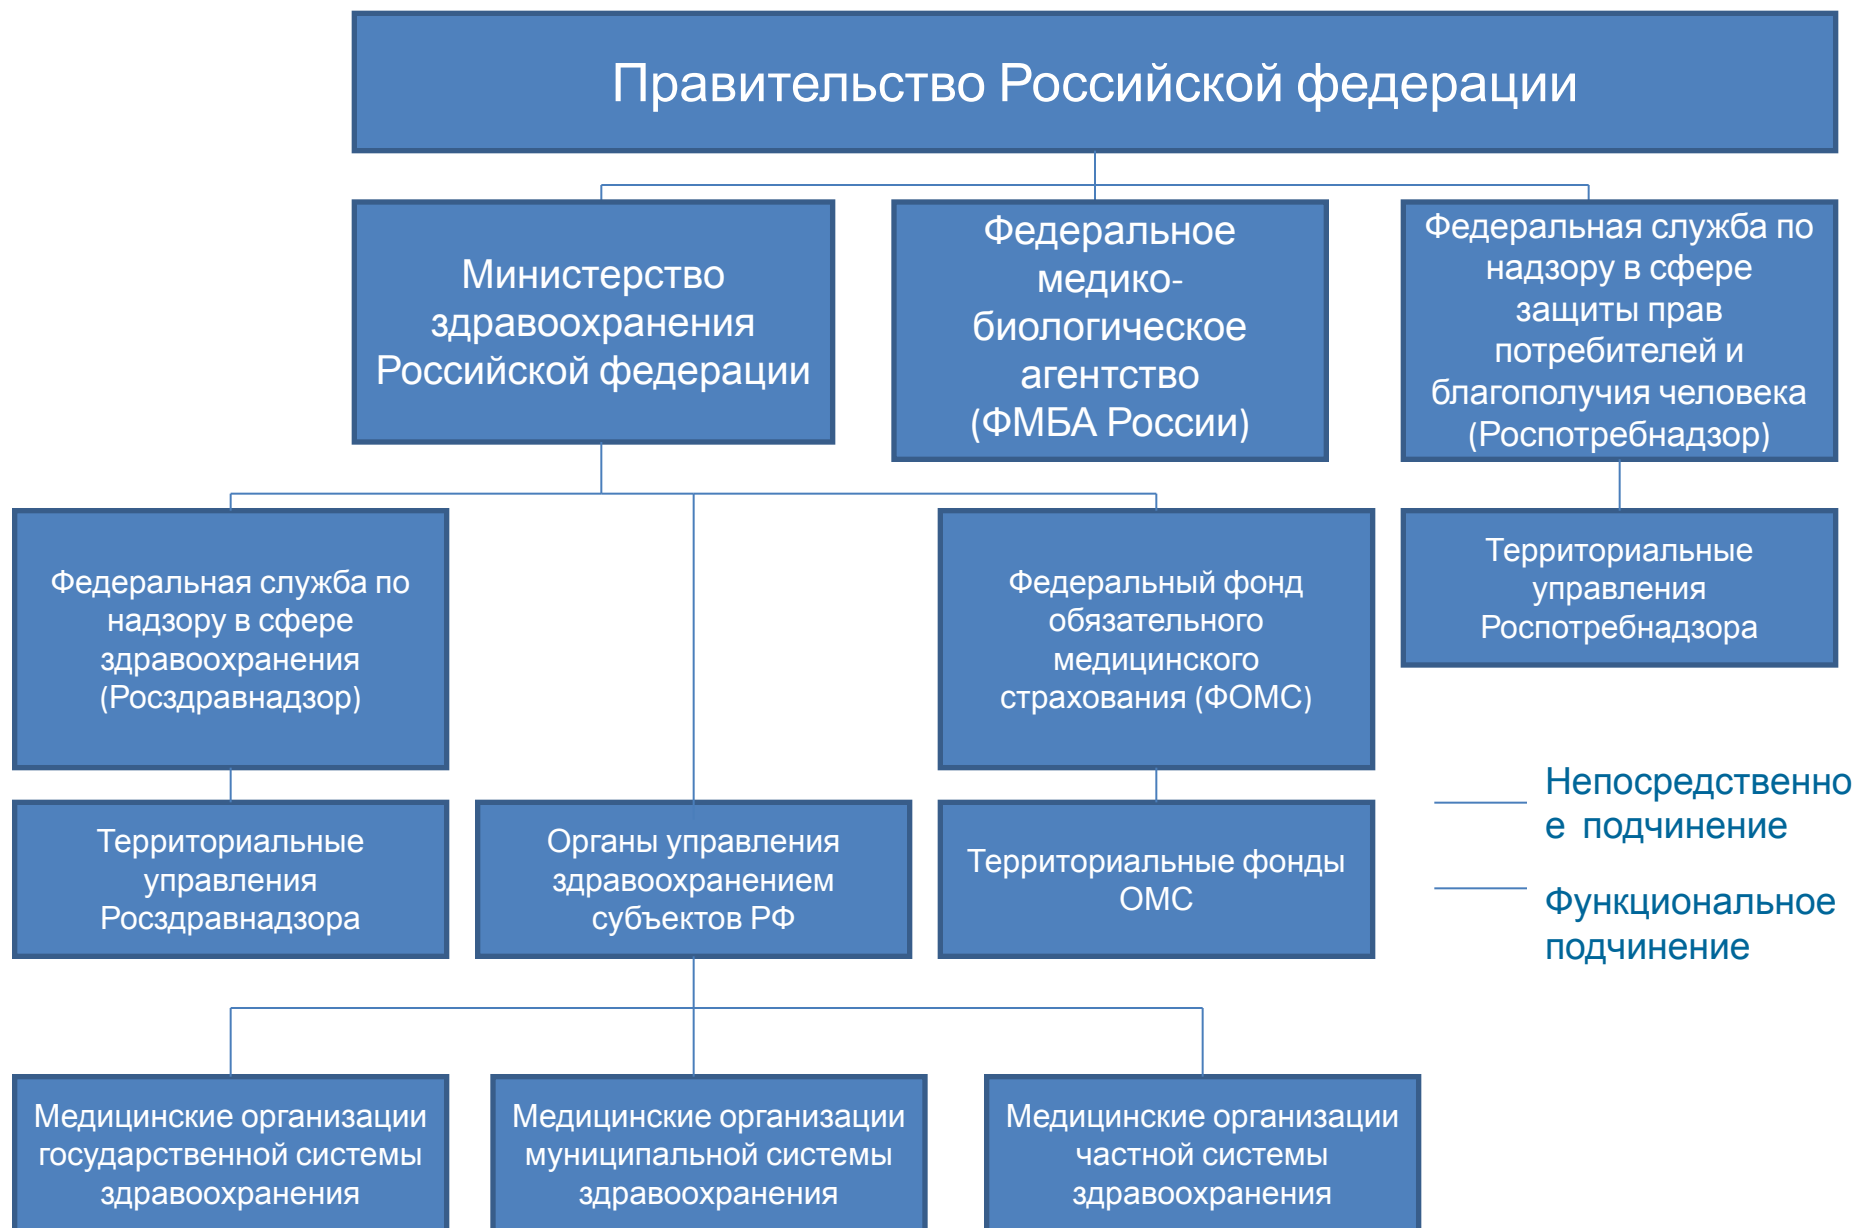 Правительство Российской федерации
Министерство
здравоохранения
Российской федерации
Федеральное
медико-
биологическое
агентство
(ФМБА России)
Федеральная служба по
надзору в сфере
защиты прав
потребителей и
благополучия человека
(Роспотребнадзор)
Федеральная служба по
надзору в сфере
здравоохранения
(Росздравнадзор)
Федеральный фонд
обязательного
медицинского
страхования (ФОМС)
Территориальные
управления
Роспотребнадзора
Территориальные
управления
Росздравнадзора
Органы управления
здравоохранением
субъектов РФ
Территориальные фонды
ОМС
Непосредственно
е подчинение
Функциональное
подчинение
Медицинские организации
государственной системы
здравоохранения
Медицинские организации
муниципальной системы
здравоохранения
Медицинские организации
частной системы
здравоохранения